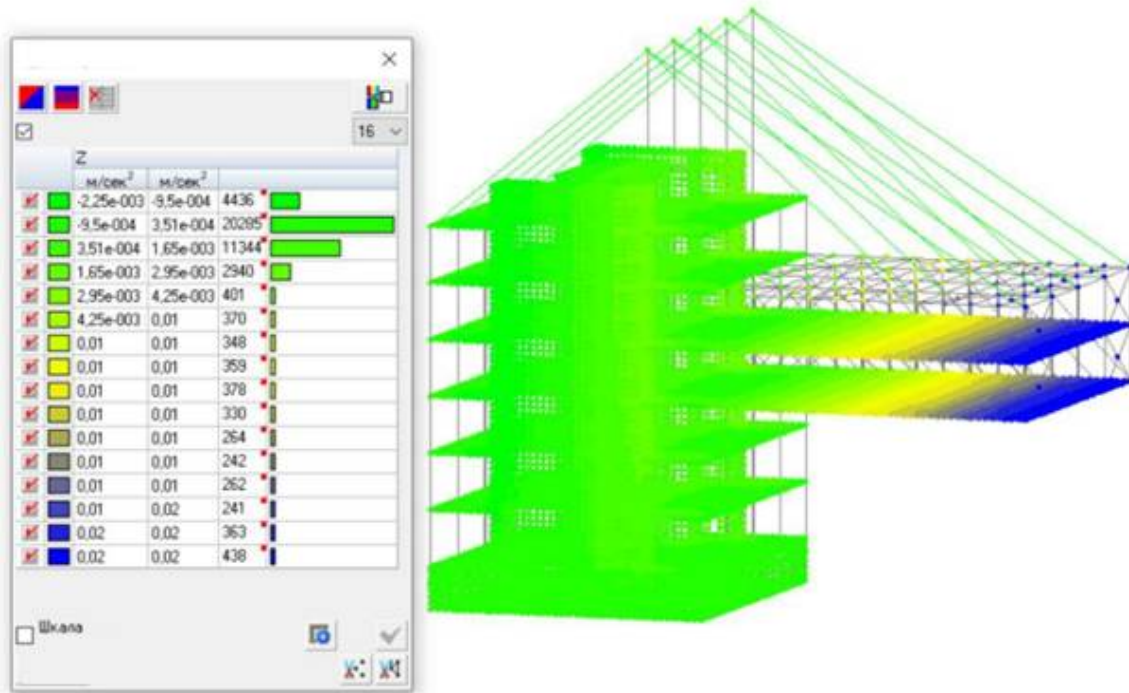 16
Z
м/сек² м/сек²
-2,25e-003 -9,5e-004 4436
-9,5e-004 3,51e-004 20285
3,51e-004 1,65e-003 11344
1,65e-003 2,95e-003 2940
2,95e-003 4,25e-003 401
4,25e-003 0,01 370
0,01 0,01 348
0,01 0,01 359
0,01 0,01 378
0,01 0,01 330
0,01 0,01 264
0,01 0,01 242
0,01 0,01 262
0,01 0,02 241
0,02 0,02 363
0,02 0,02 438
Шкала